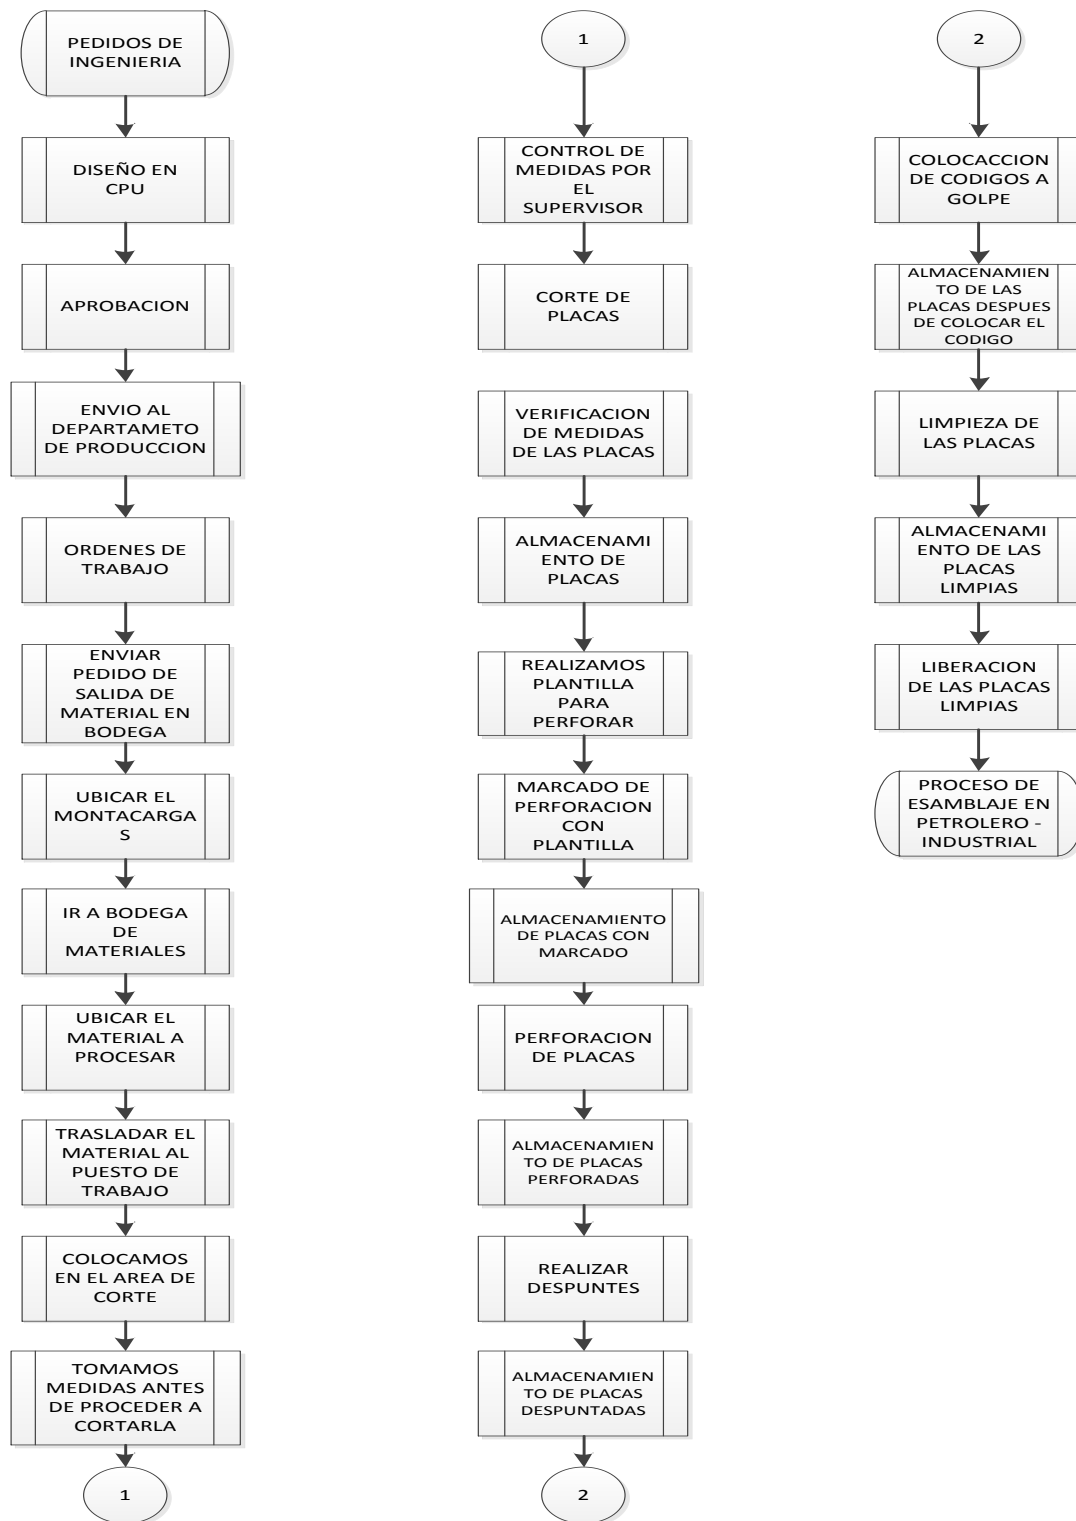 PEDIDOS DE
INGENIERIA
DISEÑO EN
CPU
APROBACION
ENVIO AL
DEPARTAMETO
DE PRODUCCION
ORDENES DE
TRABAJO
ENVIAR
PEDIDO DE
SALIDA DE
MATERIAL EN
BODEGA
UBICAR EL
MONTACARGA
S
IR A BODEGA
DE
MATERIALES
UBICAR EL
MATERIAL A
PROCESAR
TRASLADAR EL
MATERIAL AL
PUESTO DE
TRABAJO
COLOCAMOS
EN EL AREA DE
CORTE
TOMAMOS
MEDIDAS ANTES
DE PROCEDER A
CORTARLA
1
1
CONTROL DE
MEDIDAS POR
EL
SUPERVISOR
CORTE DE
PLACAS
VERIFICACION
DE MEDIDAS
DE LAS PLACAS
ALMACENAMI
ENTO DE
PLACAS
REALIZAMOS
PLANTILLA
PARA
PERFORAR
MARCADO DE
PERFORACION
CON
PLANTILLA
ALMACENAMIENTO
DE PLACAS CON
MARCADO
PERFORACION
DE PLACAS
ALMACENAMIEN
TO DE PLACAS
PERFORADAS
REALIZAR
DESPUNTES
ALMACENAMIEN
TO DE PLACAS
DESPUNTADAS
2
2
COLOCACCION
DE CODIGOS A
GOLPE
ALMACENAMIEN
TO DE LAS
PLACAS DESPUES
DE COLOCAR EL
CODIGO
LIMPIEZA DE
LAS PLACAS
ALMACENAMI
ENTO DE LAS
PLACAS
LIMPIAS
LIBERACION
DE LAS PLACAS
LIMPIAS
PROCESO DE
ESAMBLAJE EN
PETROLERO -
INDUSTRIAL